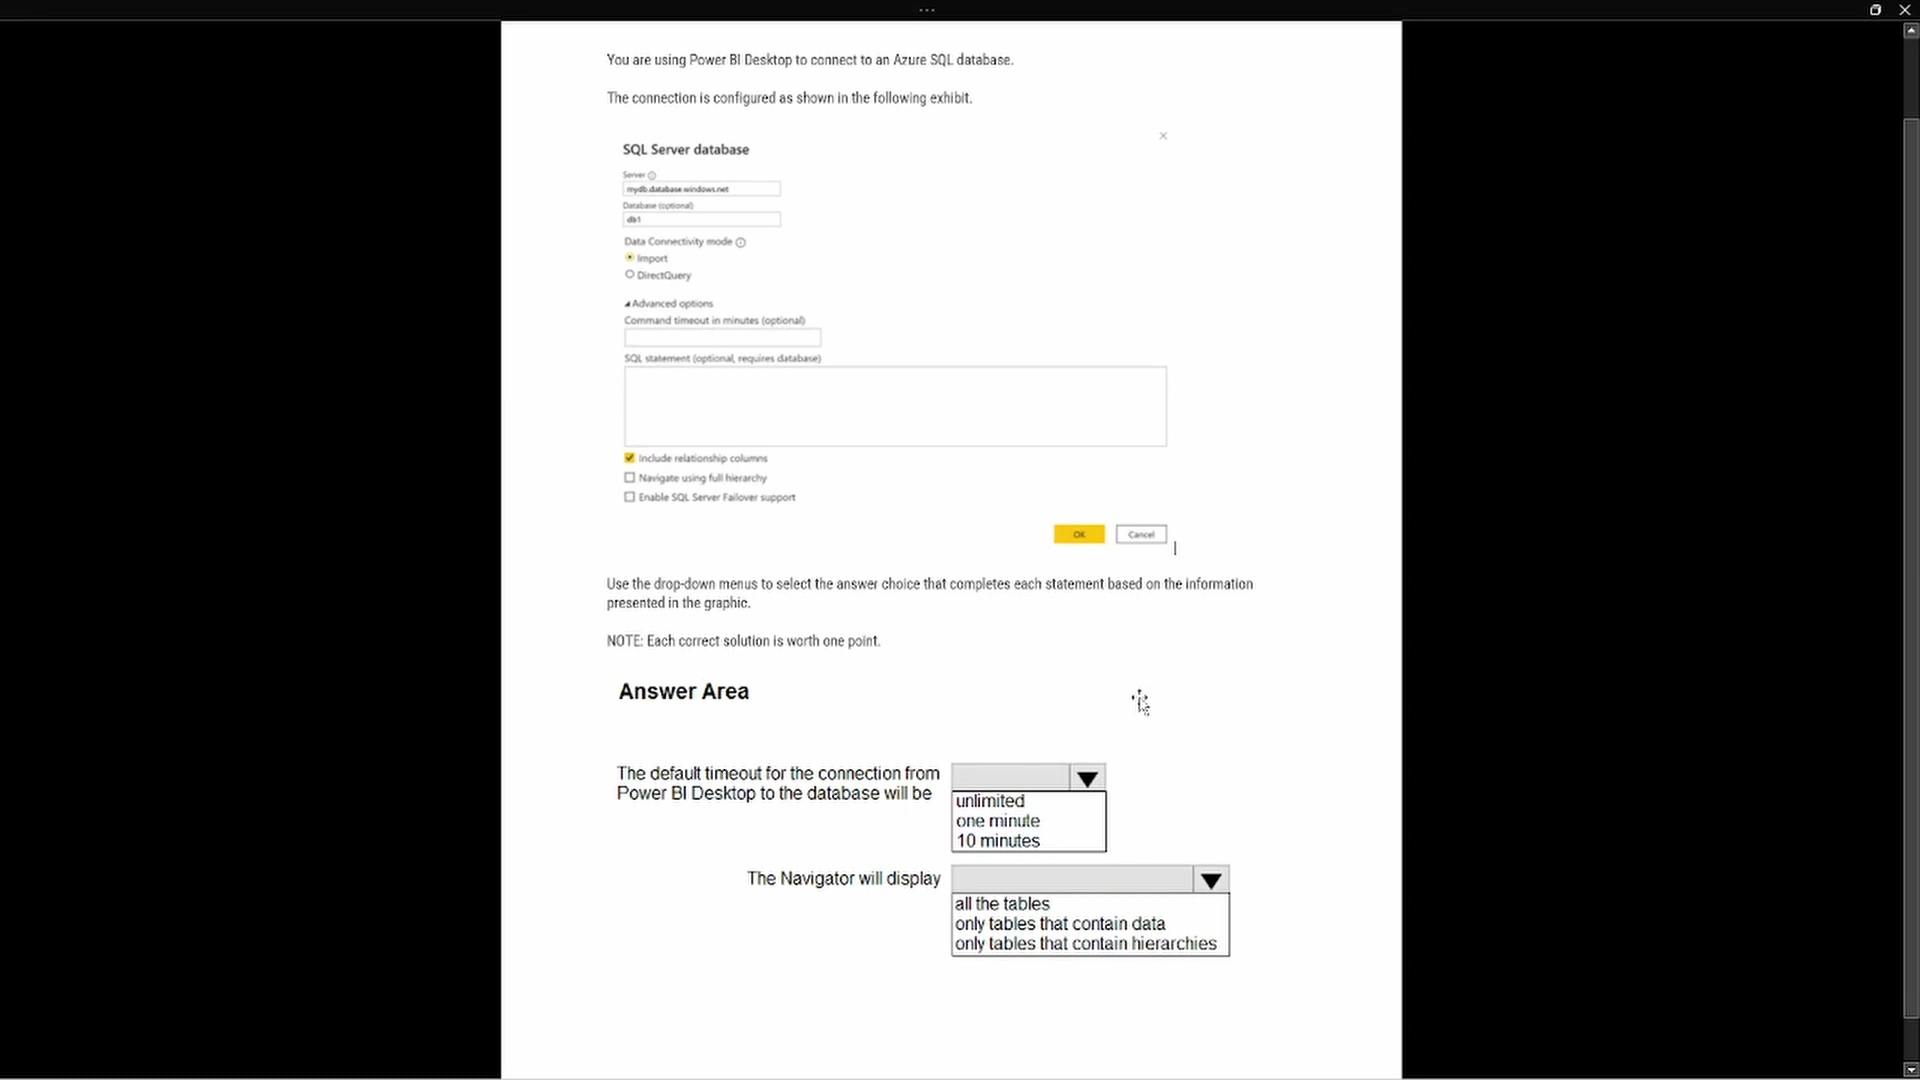 You are using Power BI Desktop to connect to an Azure SQL database.
The connection is configured as shown in the following exhibit.
SQL Server database
Server
mydb.database.windows.net
Database (optional)
db1
Data Connectivity mode
Import
DirectQuery
Advanced options
Command timeout in minutes (optional)
SQL statement (optional, requires database)
Include relationship columns
Navigate using full hierarchy
Enable SQL Server Failover support
OK
Cancel
Use the drop-down menus to select the answer choice that completes each statement based on the information
presented in the graphic.
NOTE: Each correct solution is worth one point.
Answer Area
The default timeout for the connection from
Power BI Desktop to the database will be
unlimited
one minute
10 minutes
The Navigator will display
all the tables
only tables that contain data
only tables that contain hierarchies